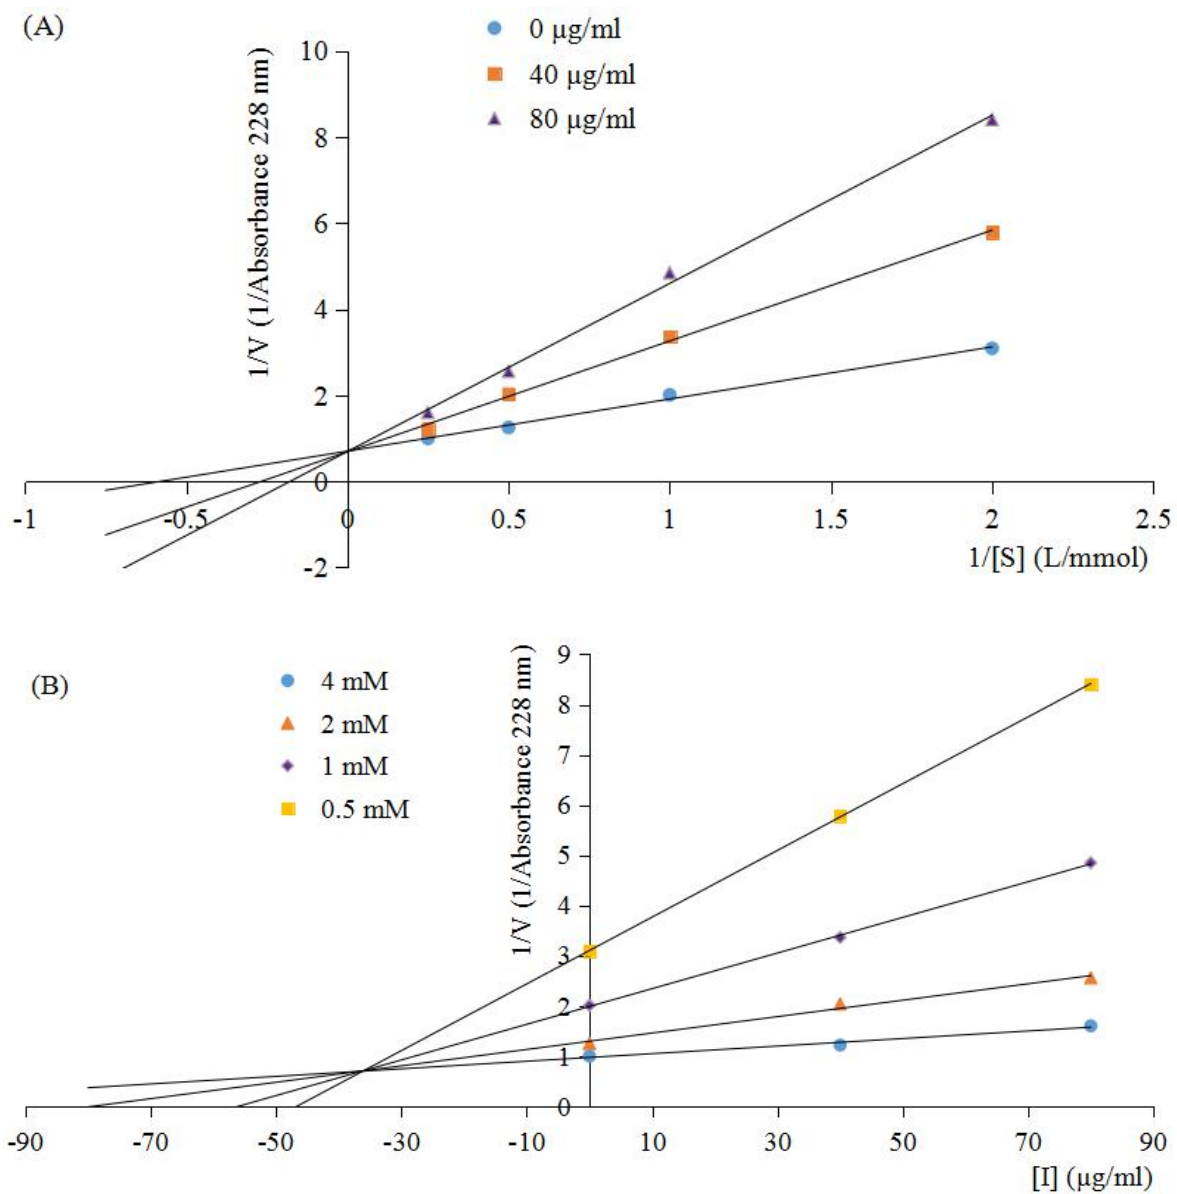 (A)
0 µg/ml
40 µg/ml
80 µg/ml
1/V (1/Absorbance 228 nm)
10
8
6
4
2
0
-2
-1
-0.5
0
0.5
1
1.5
2
2.5
1/[S] (L/mmol)
(B)
4 mM
2 mM
1 mM
0.5 mM
1/V (1/Absorbance 228 nm)
9
8
7
6
5
4
3
2
1
0
-90
-70
-50
-30
-10
10
30
50
70
90
[I] (µg/ml)